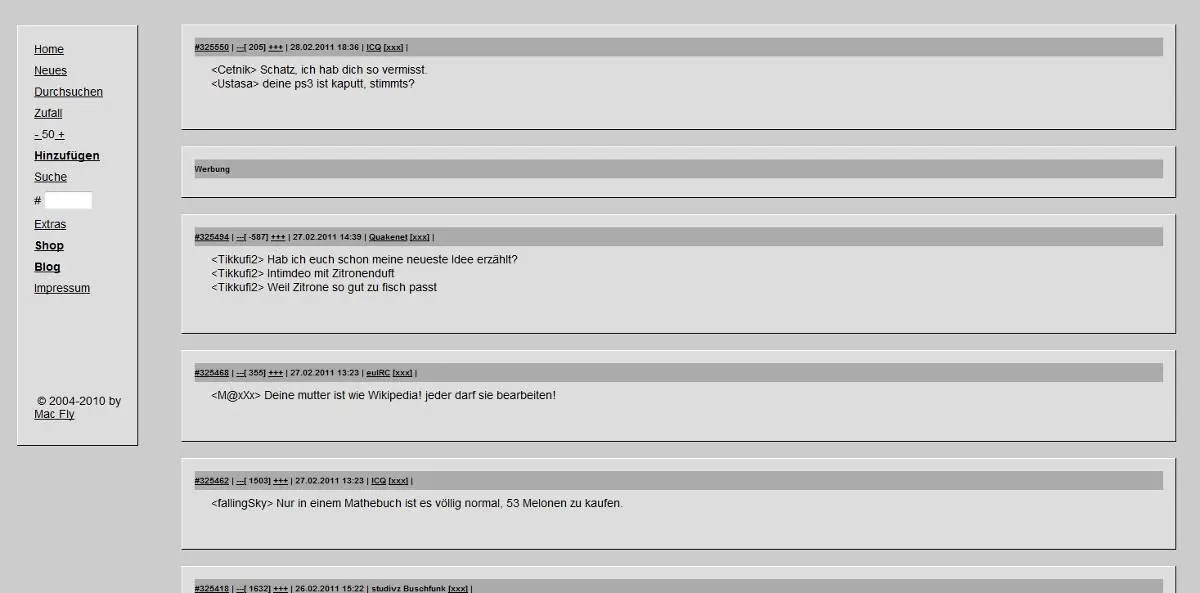 Home
Neues
Durchsuchen
Zufall
- 50 +
Hinzufügen
Suche
#
Extras
Shop
Blog
Impressum
© 2004-2010 by
Mac Fly
#325550 | ---[ 205] +++ | 28.02.2011 18:36 | ICQ [xxx] |
<Cetnik> Schatz, ich hab dich so vermisst.
<Ustasa> deine ps3 ist kaputt, stimmts?
Werbung
#325494 | ---[ -587] +++ | 27.02.2011 14:39 | Quakenet [xxx] |
<Tikkufi2> Hab ich euch schon meine neueste Idee erzählt?
<Tikkufi2> Intimdeo mit Zitronenduft
<Tikkufi2> Weil Zitrone so gut zu fisch passt
#325468 | ---[ 355] +++ | 27.02.2011 13:23 | euIRC [xxx] |
<M@xXx> Deine mutter ist wie Wikipedia! jeder darf sie bearbeiten!
#325462 | ---[ 1503] +++ | 27.02.2011 13:23 | ICQ [xxx] |
<fallingSky> Nur in einem Mathebuch ist es völlig normal, 53 Melonen zu kaufen.
#325418 | ---[ 1632] +++ | 26.02.2011 15:22 | studivz Buschfunk [xxx] |